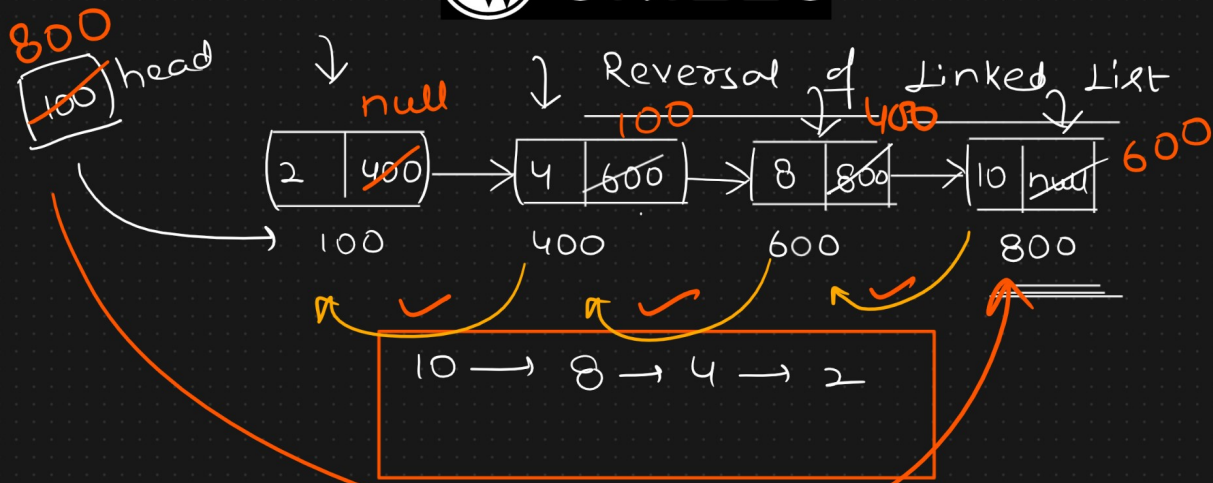 800
100 head
Reversal of Linked List
null 100 400 600
2 400 4 600 8 800 10 null
100 400 600 800
10 → 8 → 4 → 2